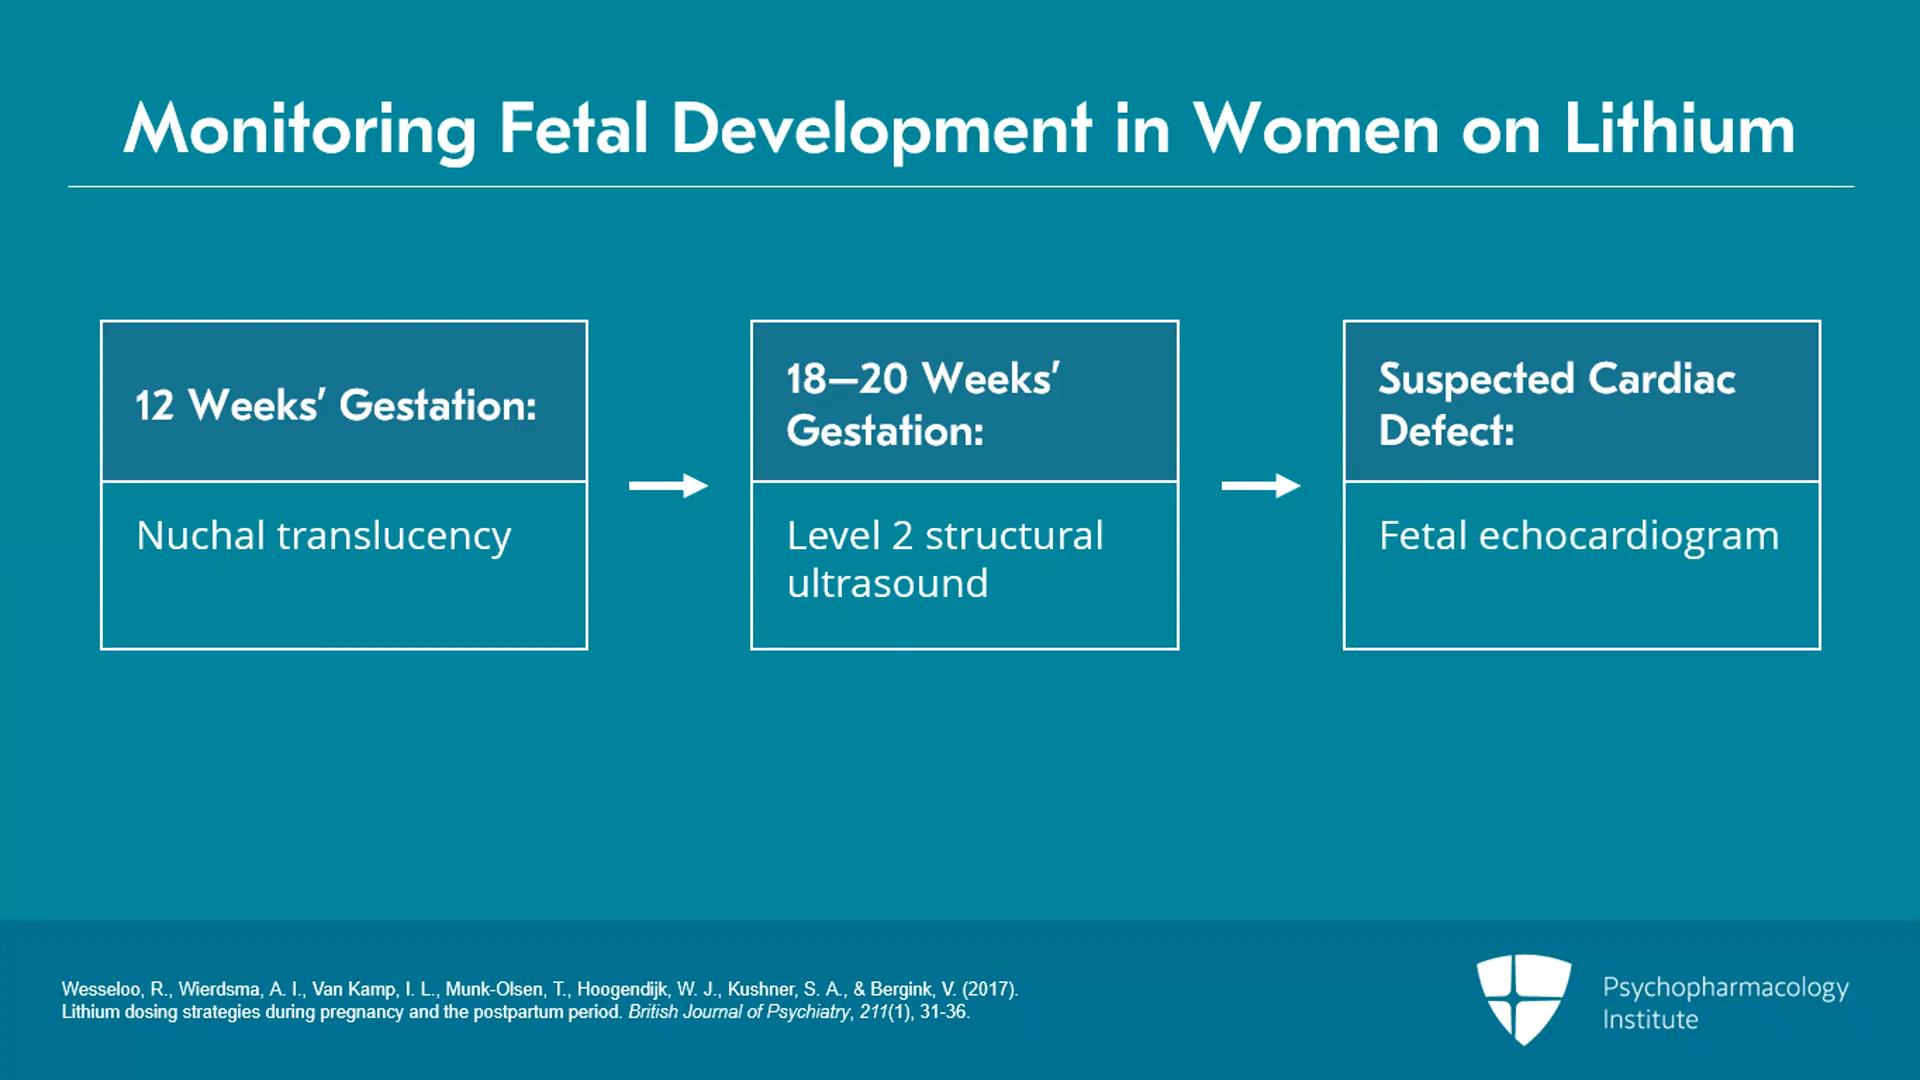 Monitoring Fetal Development in Women on Lithium
12 Weeks’ Gestation:
Nuchal translucency
18–20 Weeks’
Gestation:
Level 2 structural
ultrasound
Suspected Cardiac
Defect:
Fetal echocardiogram
Wesseloo, R., Wierdsma, A. I., Van Kamp, I. L., Munk-Olsen, T., Hoogendijk, W. J., Kushner, S. A., & Bergink, V. (2017).
Lithium dosing strategies during pregnancy and the postpartum period. British Journal of Psychiatry, 211(1), 31-36.
Psychopharmacology
Institute